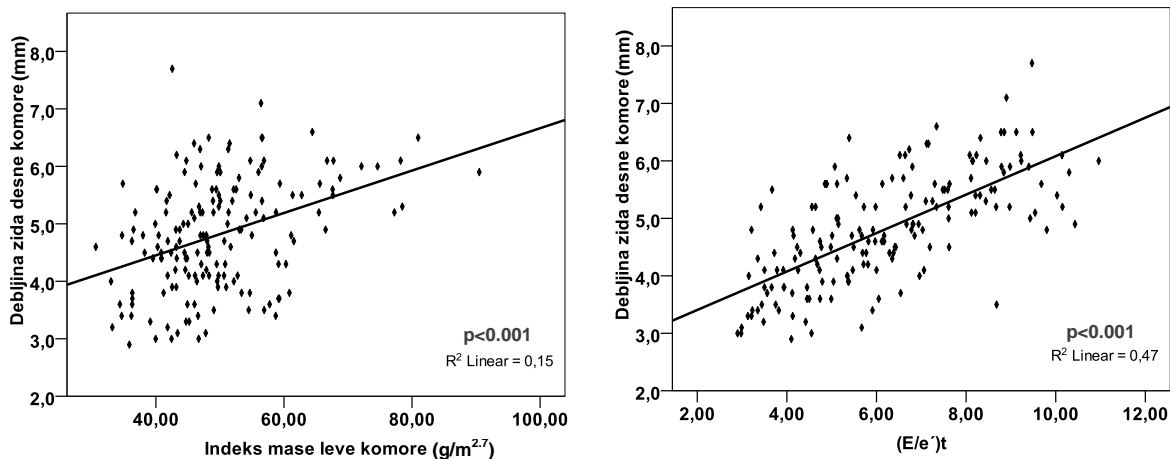 Debljina zida desne komore (mm)
8,0
7,0
6,0
5,0
4,0
3,0
2,0
p<0.001
R² Linear = 0,15
40,00 60,00 80,00 100,00
Indeks mase leve komore (g/m²·⁷)
Debljina zida desne komore (mm)
8,0
7,0
6,0
5,0
4,0
3,0
2,0
p<0.001
R² Linear = 0,47
2,00 4,00 6,00 8,00 10,00 12,00
(E/e´)t